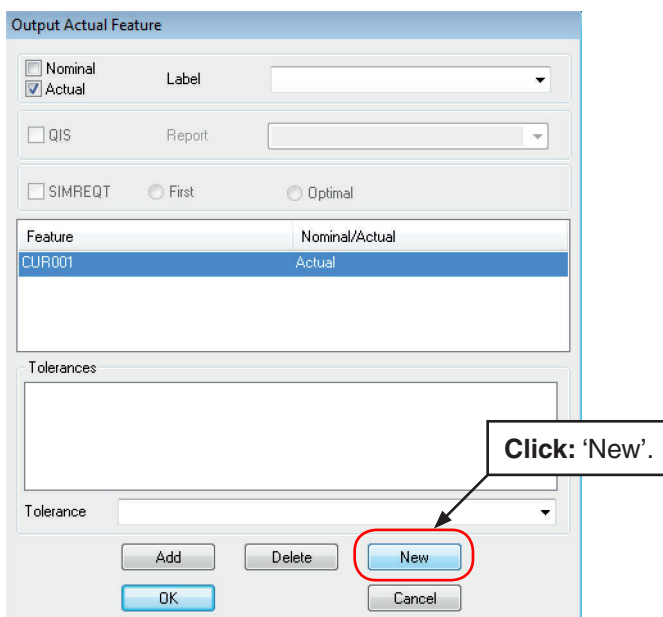 Output Actual Feature
Nominal
Actual
Label
QIS
Report
SIMREQT
First
Optimal
Feature
Nominal/Actual
CUR001
Actual
Tolerances
Click: ‘New’.
Tolerance
Add
Delete
New
OK
Cancel